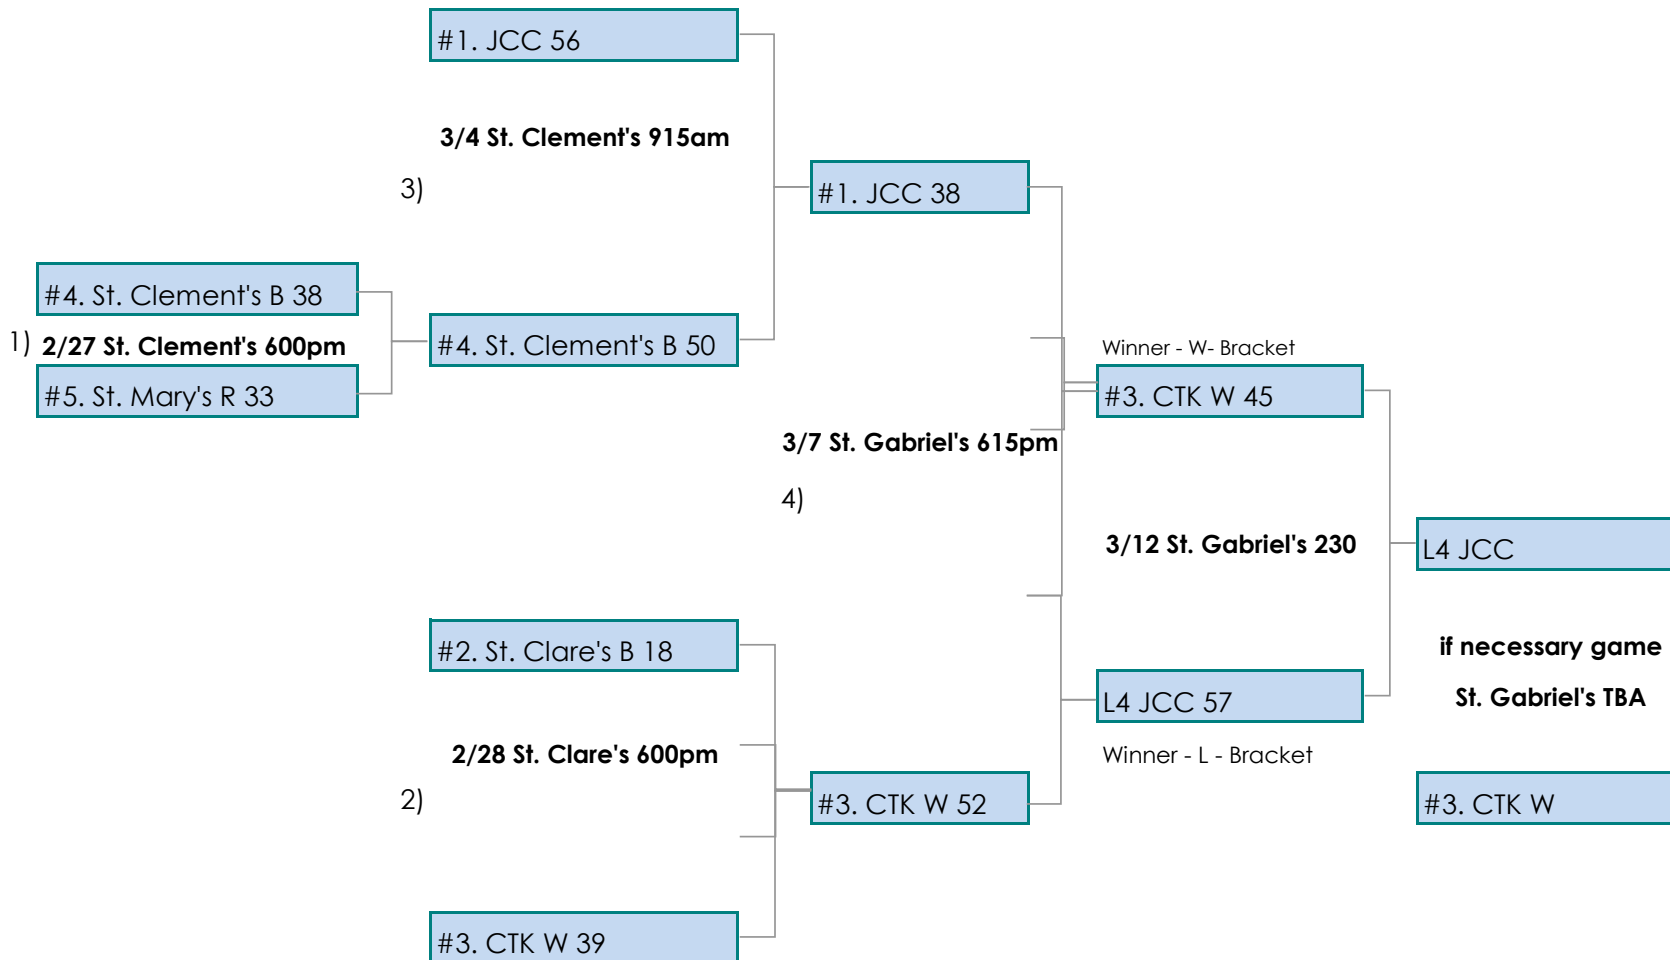 #1. JCC 56
3/4 St. Clement's 915am
3)
#1. JCC 38
#4. St. Clement's B 38
1) 2/27 St. Clement's 600pm
#5. St. Mary's R 33
#4. St. Clement's B 50
Winner - W- Bracket
#3. CTK W 45
3/7 St. Gabriel's 615pm
4)
3/12 St. Gabriel's 230
L4 JCC
if necessary game
St. Gabriel's TBA
#2. St. Clare's B 18
L4 JCC 57
Winner - L - Bracket
2/28 St. Clare's 600pm
2)
#3. CTK W 52
#3. CTK W
#3. CTK W 39